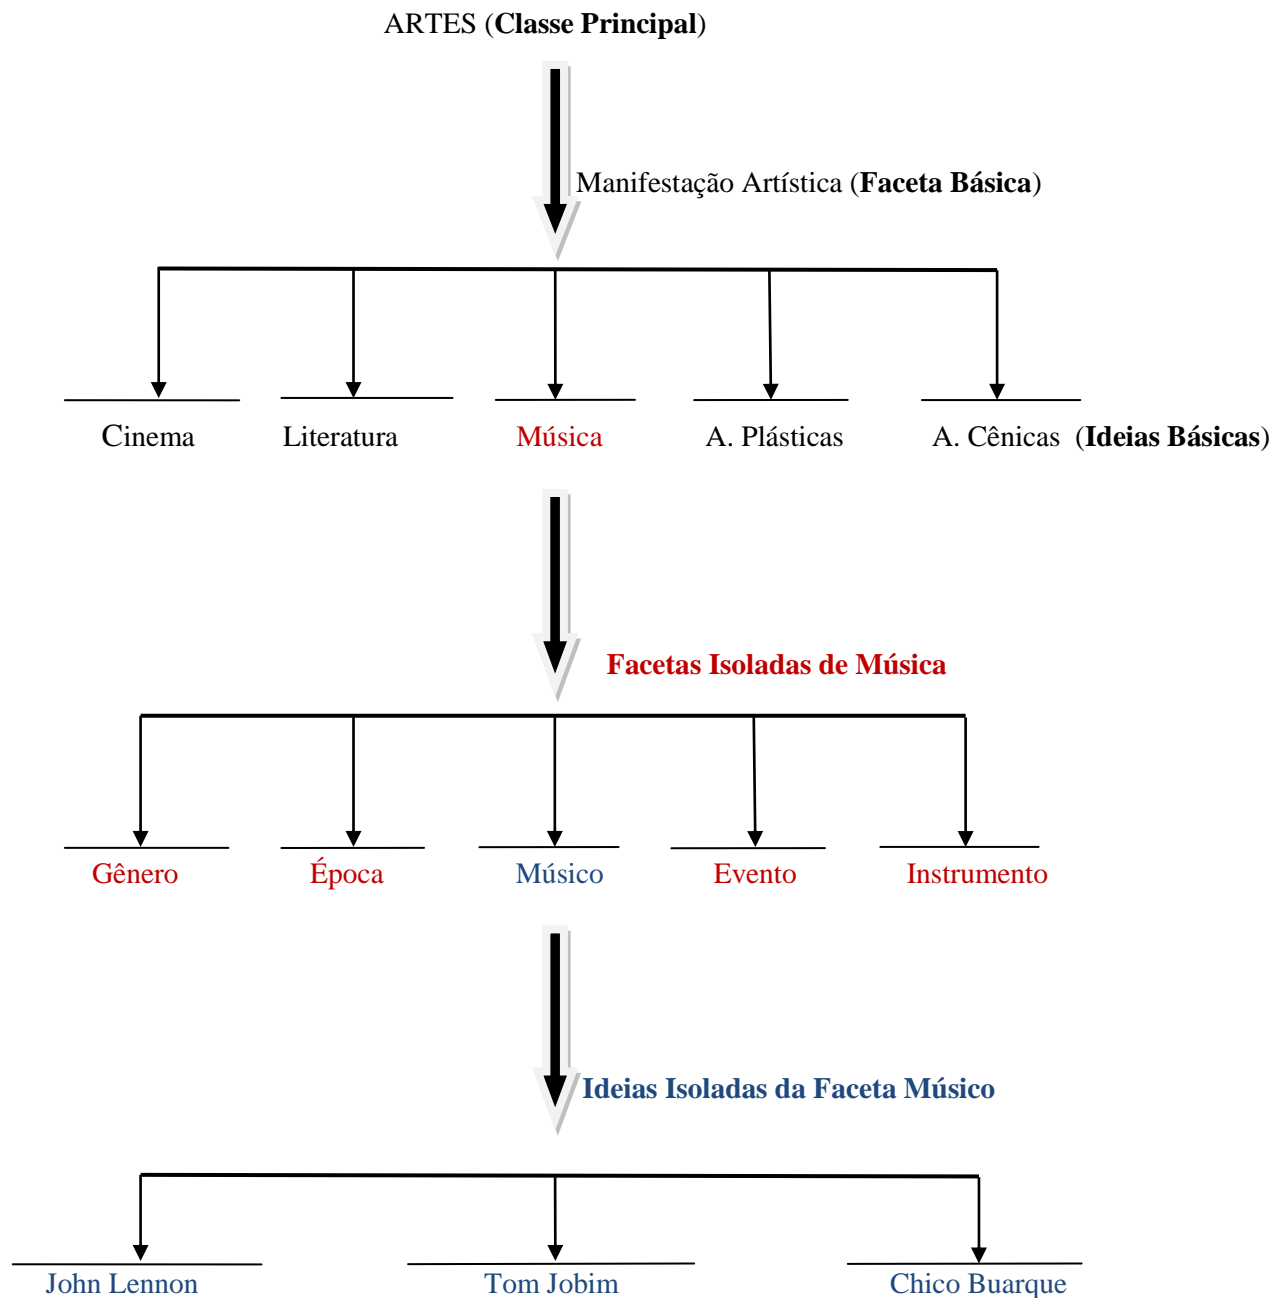 ARTES (Classe Principal)
Manifestação Artística (Faceta Básica)
Cinema Literatura Música A. Plásticas A. Cênicas (Ideias Básicas)
Facetas Isoladas de Música
Gênero Época Músico Evento Instrumento
Ideias Isoladas da Faceta Músico
John Lennon Tom Jobim Chico Buarque